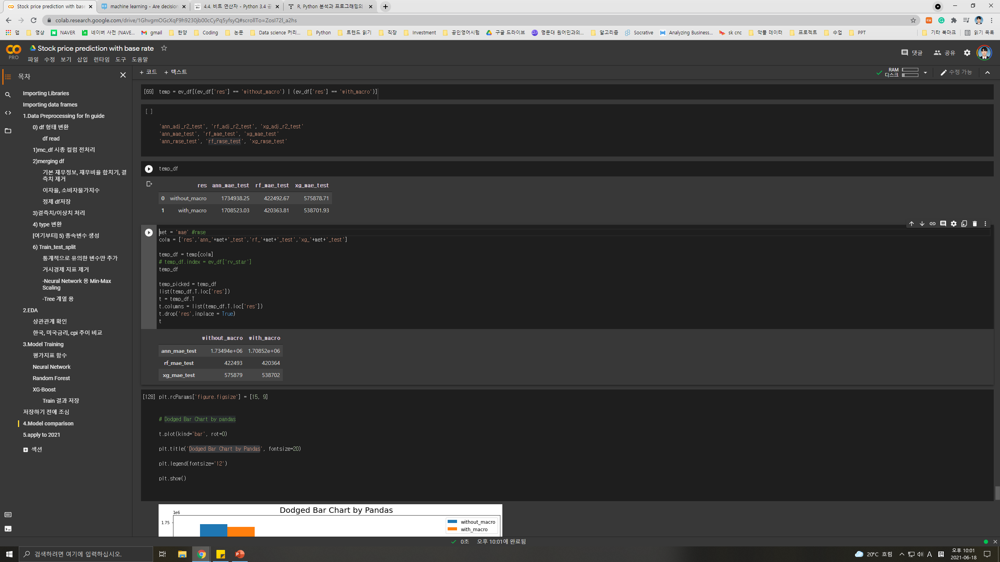 Stock price prediction with base
machine learning - Are decision
4.4. 비트 연산자 - Python 3.4 공
R, Python 분석과 프로그래밍의
colab.research.google.com/drive/1GhvgmOGcXqF9h9230jb00cCyPq5yfsyQ#scrollTo=ZosI72l_a2hs
앱 영상 NAVER 네이버 사전 (NAVE... gmail 한양 Coding 논문 Data science 커리... Python 트렌드 읽기 직장 Investment 공인영어시험 구글 드라이브 명문대 원어민과의... 알고리즘 Socrative Analyzing Business... sk cnc 악플 데이터 프로젝트 수업 PPT 기타 북마크 읽기 목록
PRO
Stock price prediction with base rate
파일 수정 보기 삽입 런타임 도구 도움말
댓글 공유
+ 코드 + 텍스트
RAM
디스크
수정 가능
목차
Importing Libraries
Importing data frames
1.Data Preprocessing for fn guide
0) df 형태 변환
df read
1)mc_df 시총 컬럼 전처리
2)merging df
기본 재무정보, 재무비율 합치기, 결
측치 제거
이자율, 소비자물가지수
정제 df저장
3)결측치/이상치 처리
4) type 변환
[여기부터] 5) 종속변수 생성
6) Train_test_split
통계적으로 유의한 변수만 추가
거시경제 지표 제거
-Neural Network 용 Min-Max
Scaling
-Tree 계열 용
2.EDA
상관관계 확인
한국, 미국금리, cpi 추이 비교
3.Model Training
평가지표 함수
Neural Network
Random Forest
XG-Boost
Train 결과 저장
저장하기 전에 조심
4.Model comparison
5.apply to 2021
섹션
[69] temp = ev_df[(ev_df['res'] == 'without_macro') | (ev_df['res'] == 'with_macro')]
[ ]
'ann_adj_r2_test', 'rf_adj_r2_test', 'xg_adj_r2_test'
'ann_mae_test', 'rf_mae_test', 'xg_mae_test'
'ann_rmse_test', 'rf_rmse_test', 'xg_rmse_test'
temp_df
res ann_mae_test rf_mae_test xg_mae_test
0 without_macro 1734938.25 422492.67 575878.71
1 with_macro 1708523.03 420363.81 538701.93
met = 'mae' #rmse
colm = ['res','ann_'+met+'_test','rf_'+met+'_test','xg_'+met+'_test']
temp_df = temp[colm]
# temp_df.index = ev_df['rv_star']
temp_df
temp_picked = temp_df
list(temp_df.T.loc['res'])
t = temp_df.T
t.columns = list(temp_df.T.loc['res'])
t.drop('res',inplace = True)
t
without_macro with_macro
ann_mae_test 1.73494e+06 1.70852e+06
rf_mae_test 422493 420364
xg_mae_test 575879 538702
[128] plt.rcParams['figure.figsize'] = [15, 9]
# Dodged Bar Chart by pandas
t.plot(kind='bar', rot=0)
plt.title('Dodged Bar Chart by Pandas', fontsize=20)
plt.legend(fontsize='12')
plt.show()
Dodged Bar Chart by Pandas
1e6
1.75
without_macro
with_macro
0초 오후 10:01에 완료됨
검색하려면 여기에 입력하십시오.
20°C 흐림
A
오후 10:01
2021-06-18